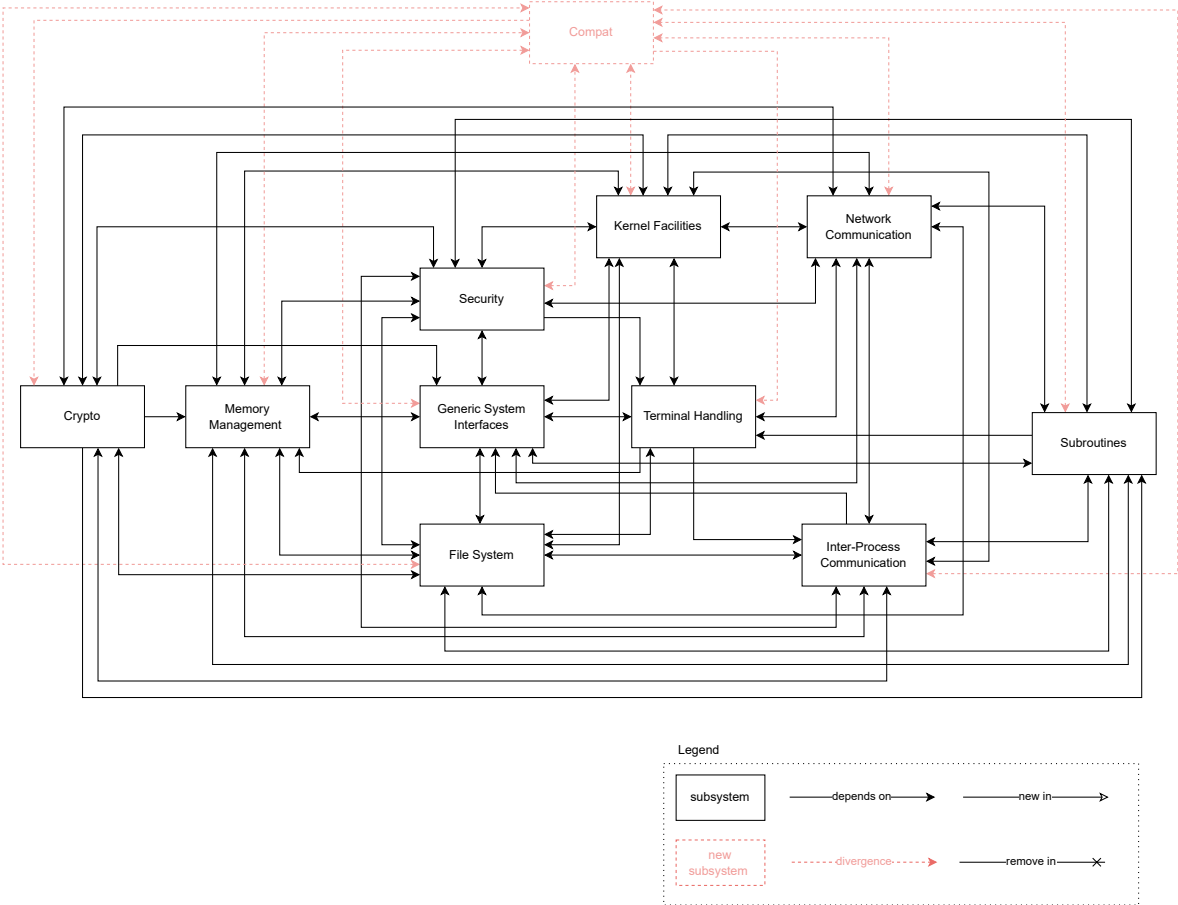 Compat
Kernel Facilities
Network
Communication
Security
Crypto
Memory
Management
Generic System
Interfaces
Terminal Handling
Subroutines
File System
Inter-Process
Communication
Legend
subsystem
depends on
new in
new
subsystem
divergence
remove in